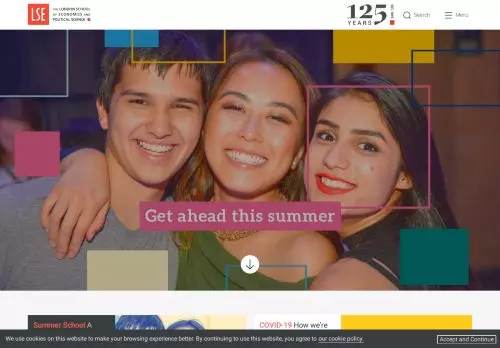 LSE
THE LONDON SCHOOL
OF ECONOMICS AND
POLITICAL SCIENCE
125
YEARS
Search
Menu
Get ahead this summer
Summer School A
COVID-19 How we're
We use cookies on this website to make your browsing experience better. By continuing to use this website, you agree to our cookie policy.
Accept and Continue